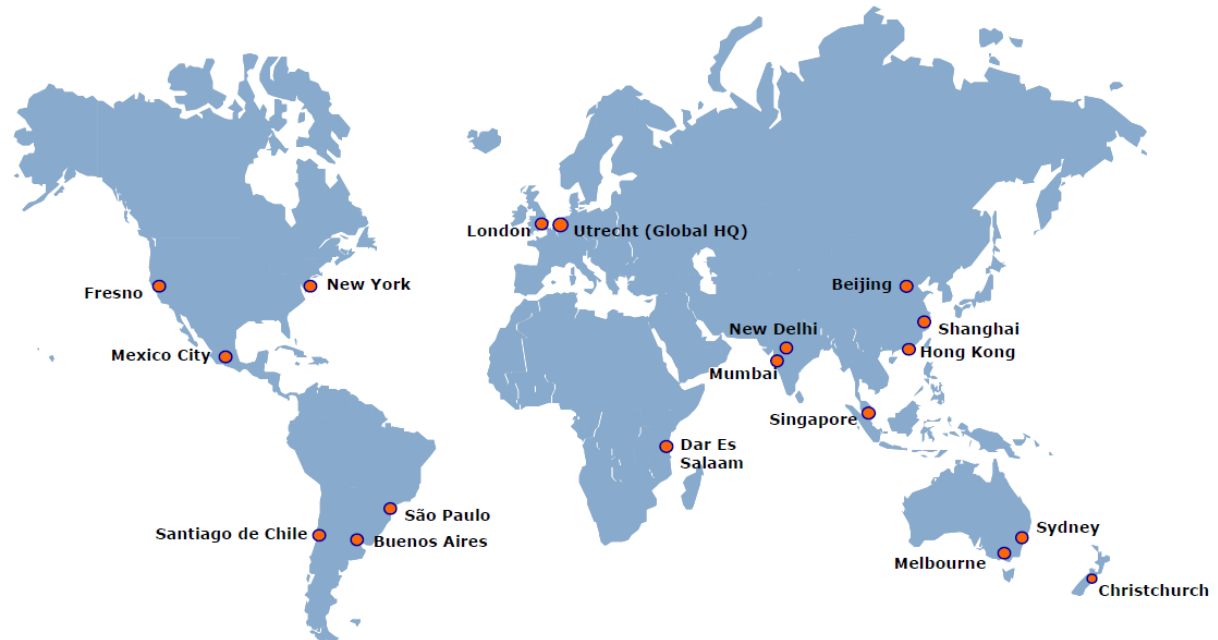 London
Utrecht (Global HQ)
Fresno
New York
Beijing
New Delhi
Shanghai
Mexico City
Hong Kong
Mumbai
Singapore
Dar Es
Salaam
São Paulo
Santiago de Chile
Buenos Aires
Sydney
Melbourne
Christchurch